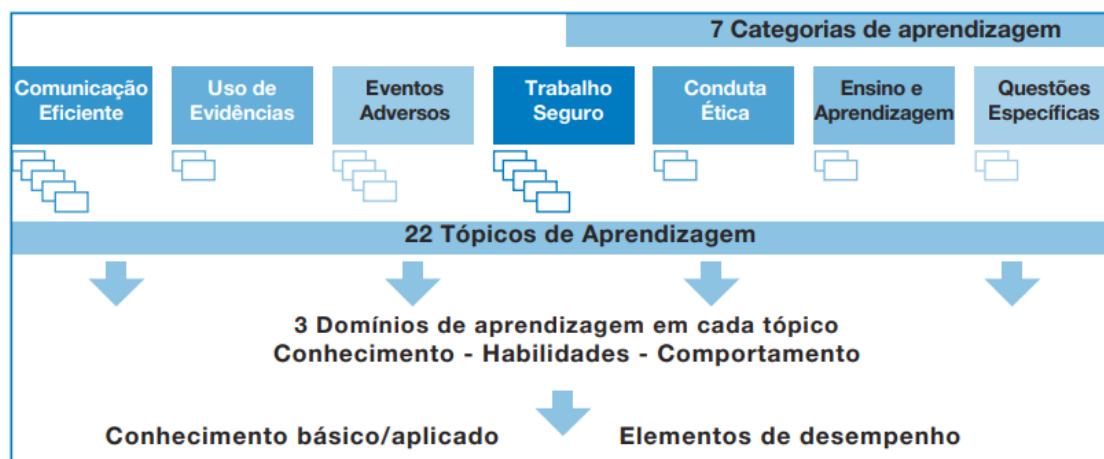 7 Categorias de aprendizagem
Comunicação
Eficiente
Uso de
Evidências
Eventos
Adversos
Trabalho
Seguro
Conduta
Ética
Ensino e
Aprendizagem
Questões
Específicas
22 Tópicos de Aprendizagem
3 Domínios de aprendizagem em cada tópico
Conhecimento - Habilidades - Comportamento
Conhecimento básico/aplicado
Elementos de desempenho